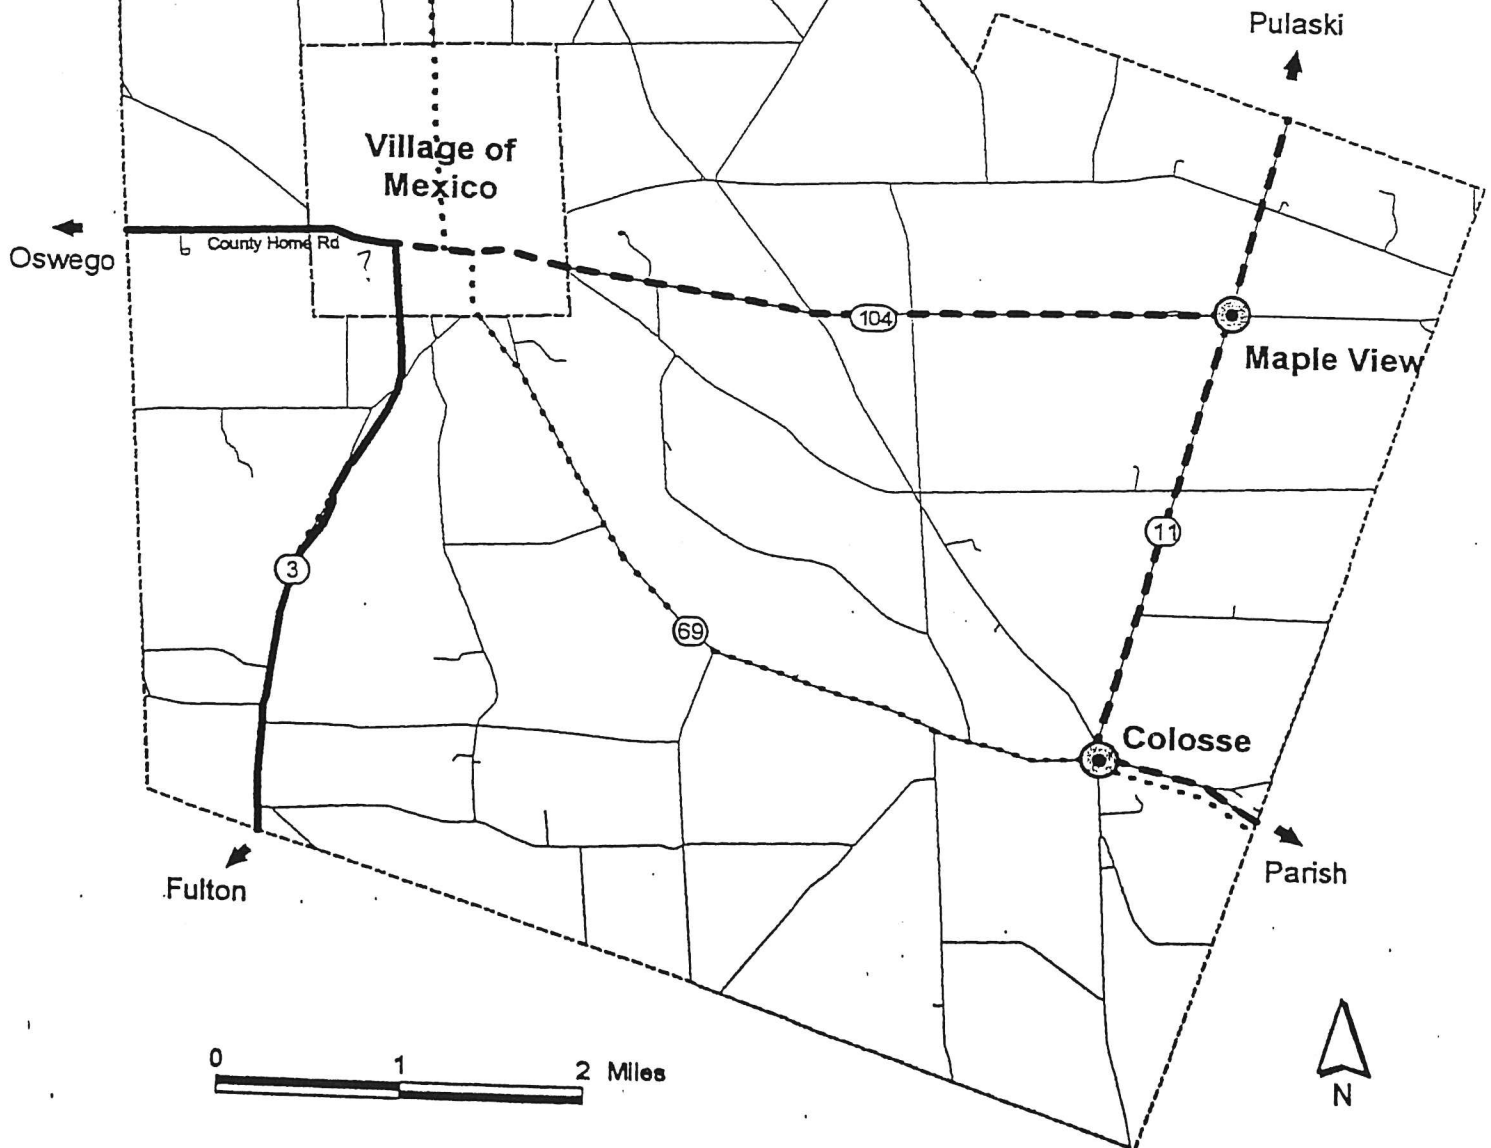 Pulaski
Village of
Mexico
Oswego
County Home Rd
104
Maple View
11
3
69
Colosse
Parish
Fulton
0 1 2 Miles
N